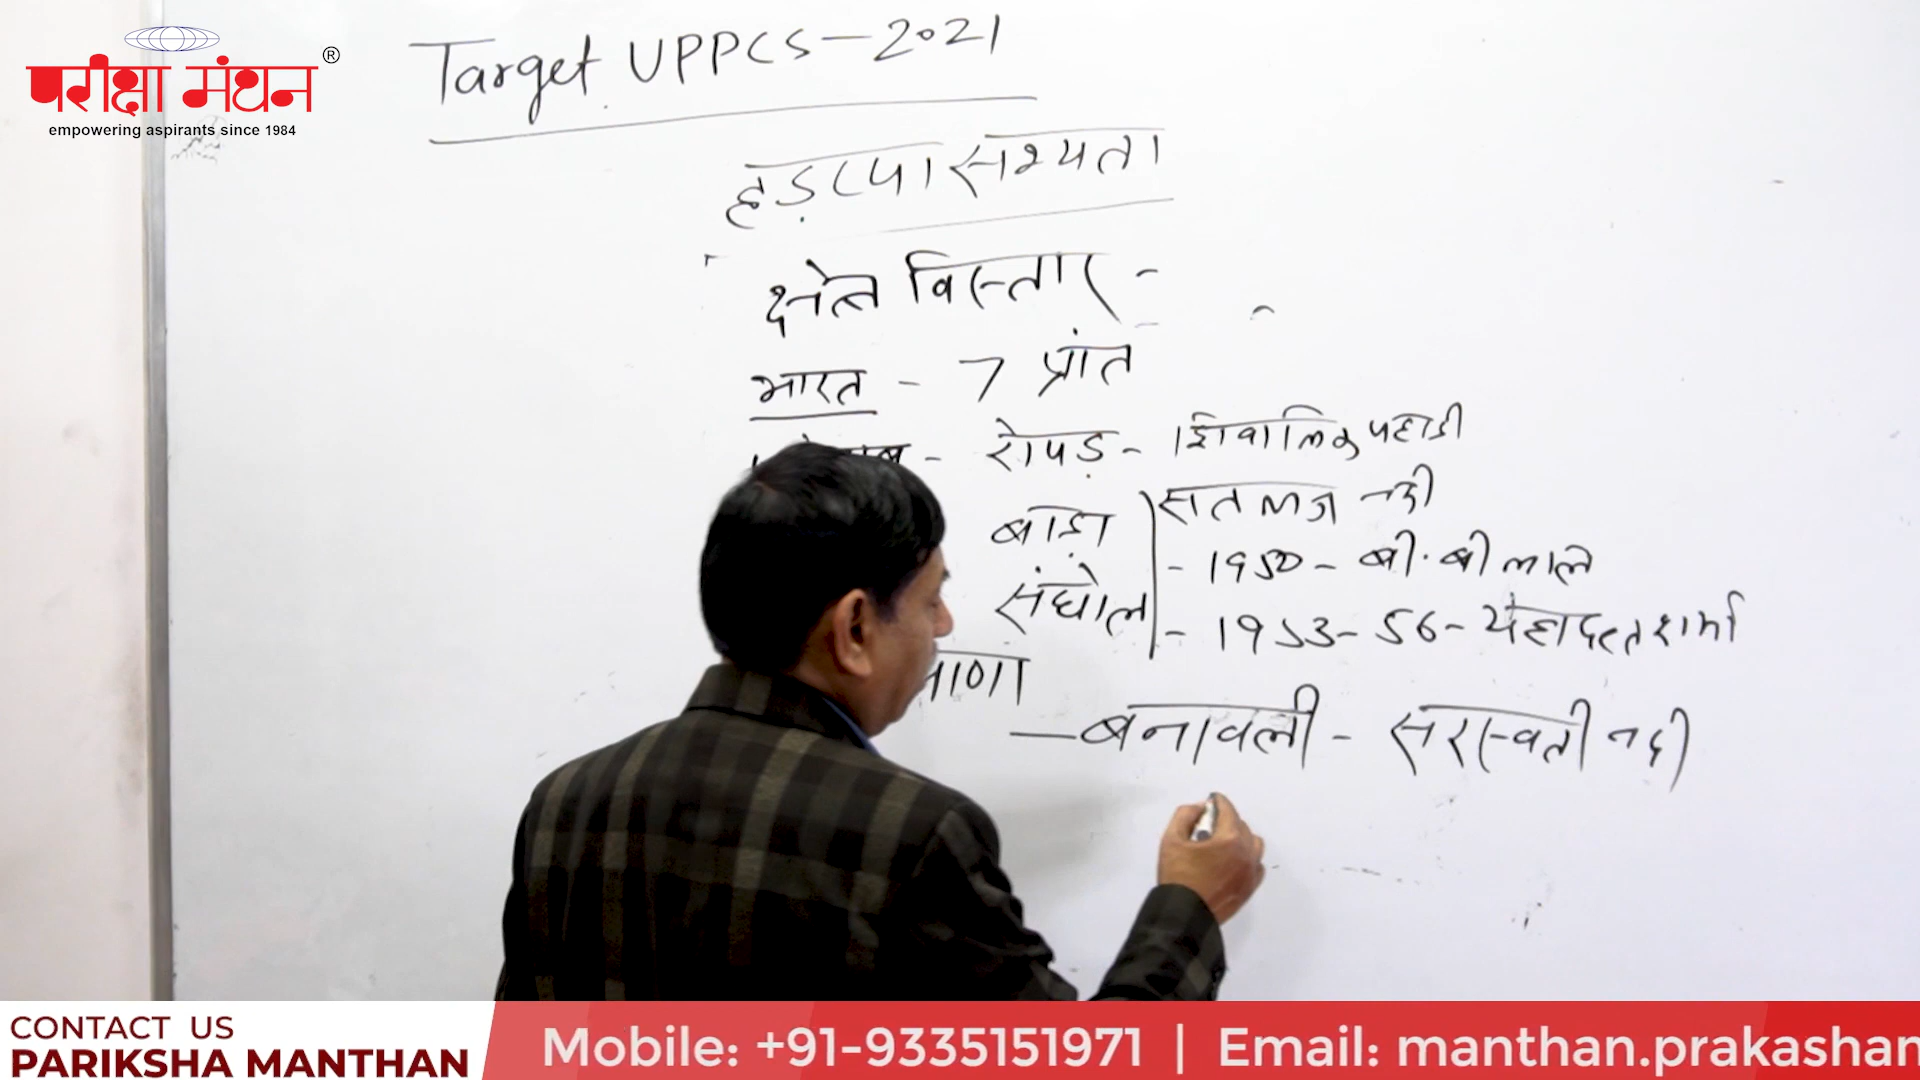 परीक्षा मंथन ®
empowering aspirants since 1984
Target UPPCS - 2021
हड़प्पा सभ्यता
क्षेत्र विस्तार -
भारत - 7 प्रांत
- रोपड़ - शिवालिक पहाड़ी
सतलज नदी
बाड़ा
- 1950 - बी. बी लाल
संघोल
- 1953 - 56 - यज्ञदत्त शर्मा
— बनावली - सरस्वती नदी
CONTACT US
PARIKSHA MANTHAN
Mobile: +91-9335151971 | Email: manthan.prakashan